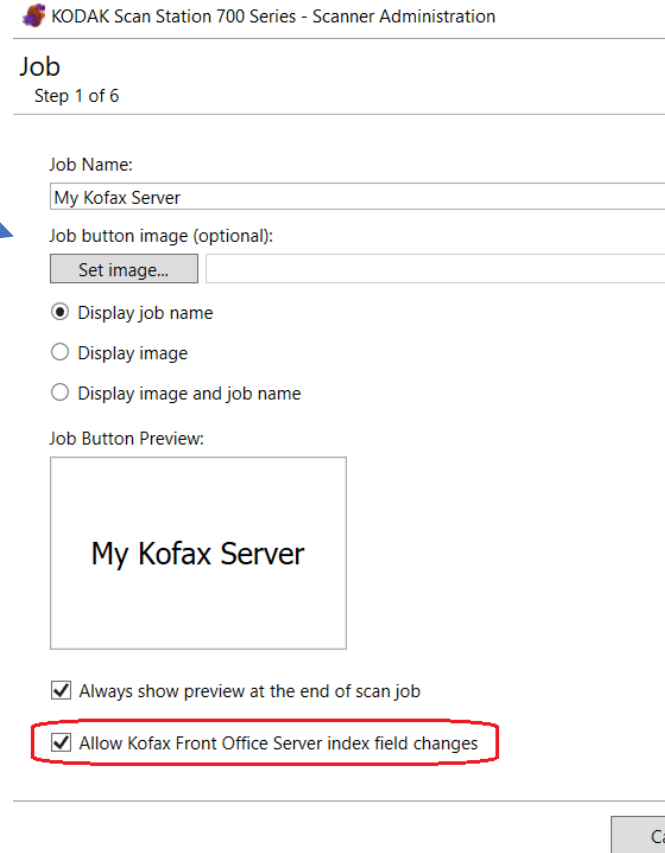 KODAK Scan Station 700 Series - Scanner Administration
Job
Step 1 of 6
Job Name:
My Kofax Server
Job button image (optional):
Set image...
Display job name
Display image
Display image and job name
Job Button Preview:
My Kofax Server
Always show preview at the end of scan job
Allow Kofax Front Office Server index field changes